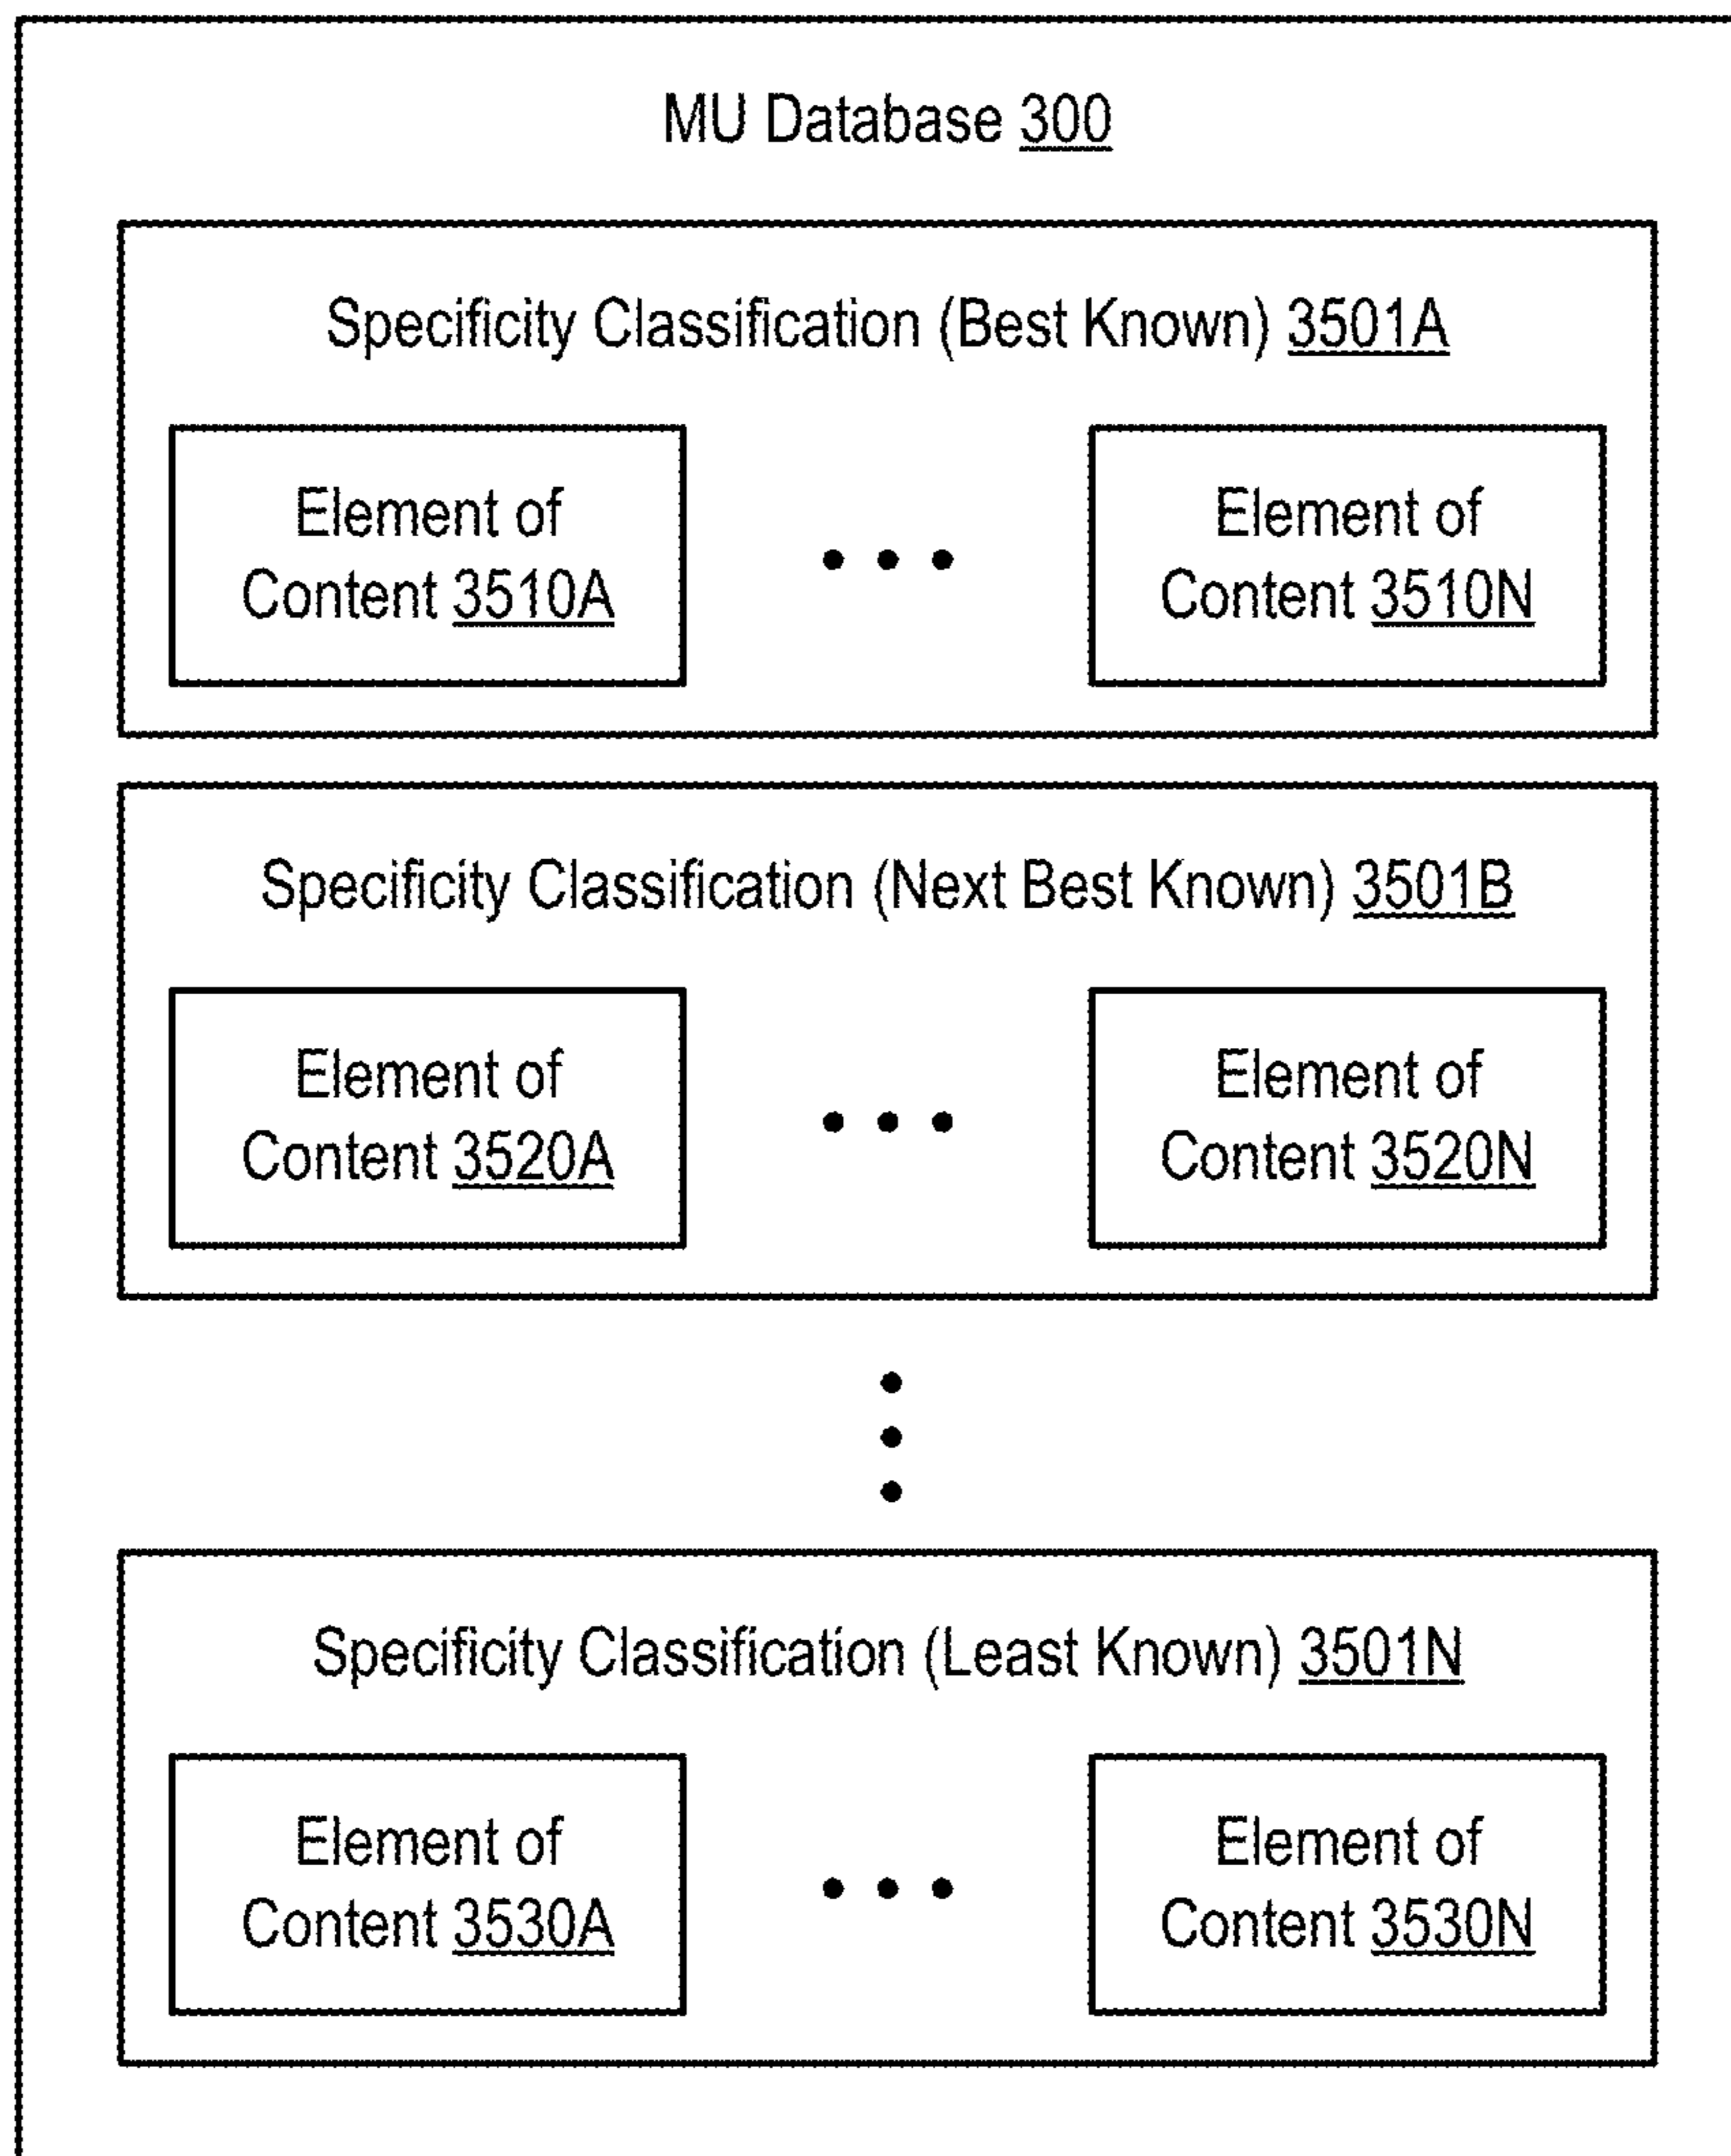 MU Database 300
Specificity Classification (Best Known) 3501A
Element of
Content 3510A
Element of
Content 3510N
Specificity Classification (Next Best Known) 3501B
Element of
Content 3520A
Element of
Content 3520N
Specificity Classification (Least Known) 3501N
Element of
Content 3530A
Element of
Content 3530N